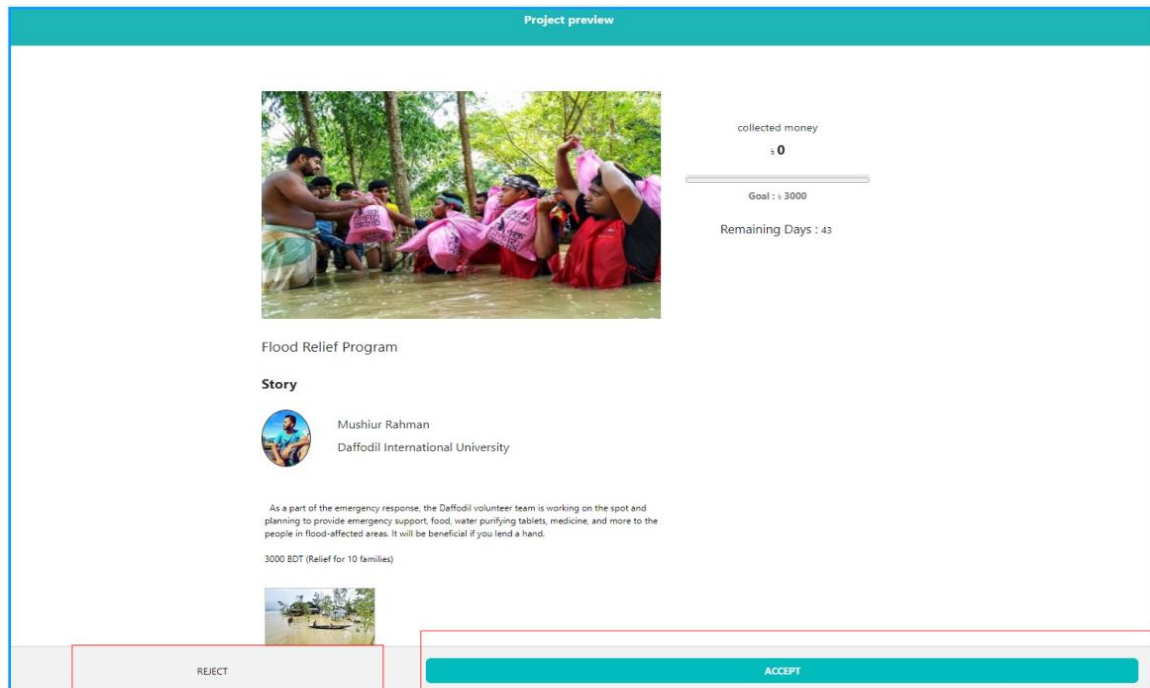 Project preview
collected money
৳ 0
Goal : ৳ 3000
Remaining Days : 43
Flood Relief Program
Story
Mushiur Rahman
Daffodil International University
As a part of the emergency response, the Daffodil volunteer team is working on the spot and
planning to provide emergency support, food, water purifying tablets, medicine, and more to the
people in flood-affected areas. It will be beneficial if you lend a hand.
3000 BDT (Relief for 10 families)
REJECT
ACCEPT